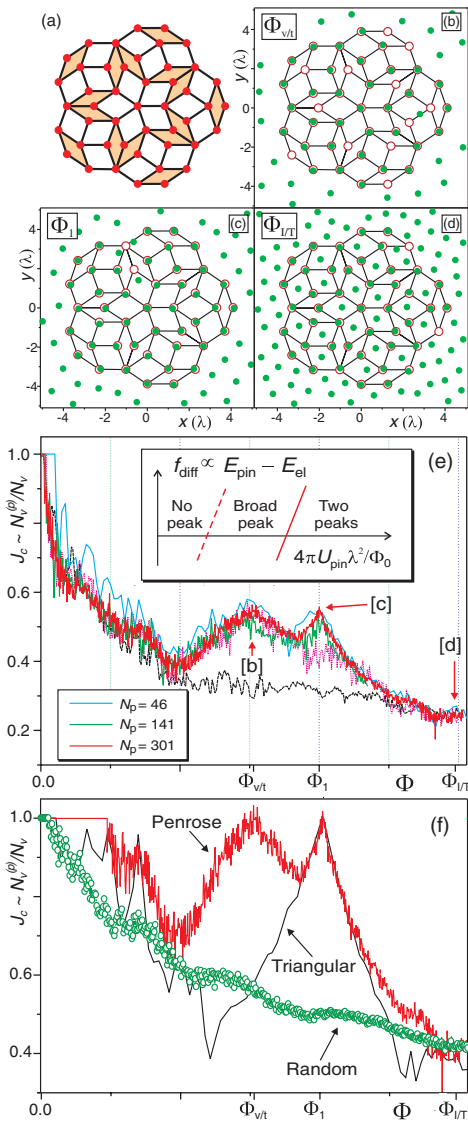 (a)
Φv/t
(b)
y (λ)
4
2
0
-2
-4
Φ1
(c)
Φl/T
(d)
y (λ)
4
2
0
-2
-4
-4 -2 0 2 4
x (λ)
-4 -2 0 2 4
x (λ)
(e)
Jc ~ Nv(p)/Nv
1.0
0.8
0.6
0.4
0.2
fdiff ∝ Epin – Eel
No peak
Broad peak
Two peaks
4πUpinλ²/Φ0
[b]
[c]
[d]
Np = 46
Np = 141
Np = 301
0.0 Φv/t Φ1 Φ Φl/T
(f)
Jc ~ Nv(p)/Nv
1.0
0.8
0.6
0.4
Penrose
Triangular
Random
0.0 Φv/t Φ1 Φ Φl/T